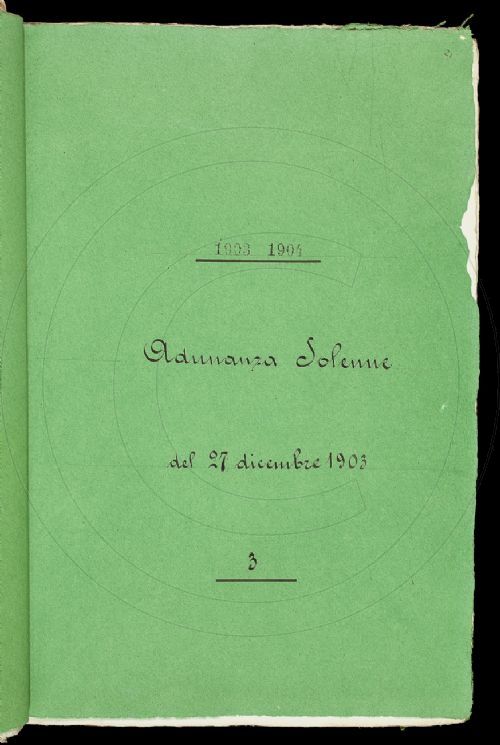 1903 1904
Adunanza Solenne
del 27 dicembre 1903
3